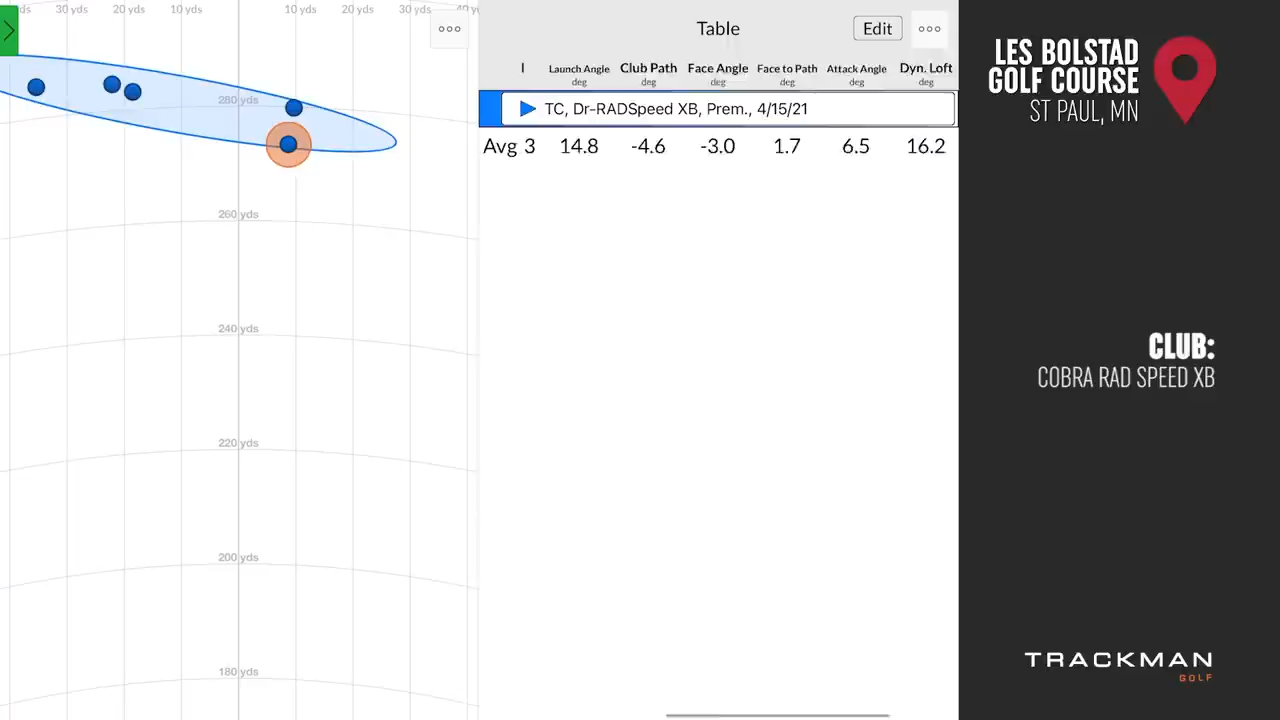 30 yds 20 yds 10 yds 10 yds 20 yds 30 yds
280 yds
260 yds
240 yds
220 yds
200 yds
180 yds
Table
Edit
Launch Angle Club Path Face Angle Face to Path Attack Angle Dyn. Loft
deg deg deg deg deg deg
TC, Dr-RADSpeed XB, Prem., 4/15/21
Avg 3 14.8 -4.6 -3.0 1.7 6.5 16.2
LES BOLSTAD
GOLF COURSE
ST PAUL, MN
CLUB:
COBRA RAD SPEED XB
TRACKMAN
GOLF